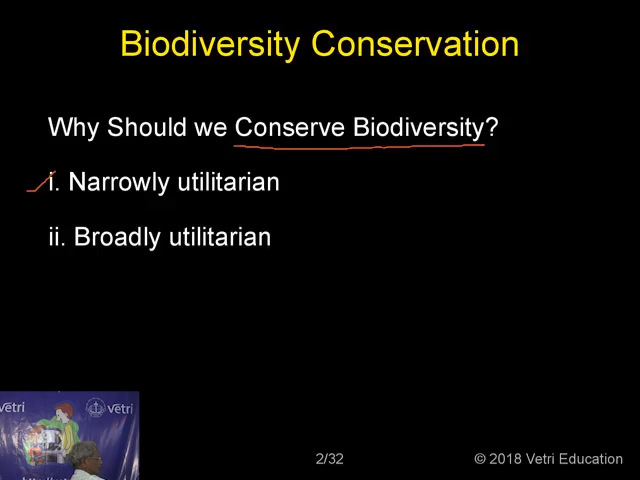 Biodiversity Conservation
Why Should we Conserve Biodiversity?
i. Narrowly utilitarian
ii. Broadly utilitarian
vetri
vetri
2/32
© 2018 Vetri Education